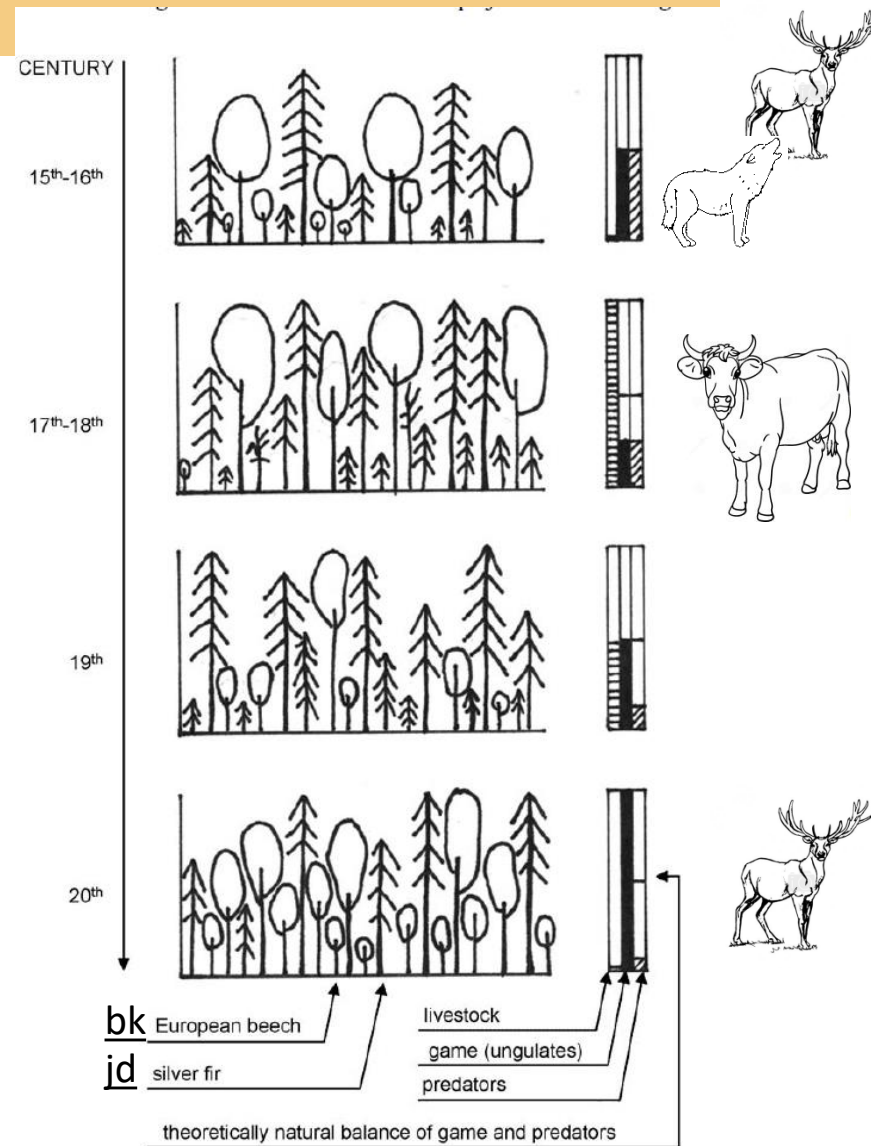 CENTURY
15th-16th
17th-18th
19th
20th
bk European beech
jd silver fir
livestock
game (ungulates)
predators
theoretically natural balance of game and predators